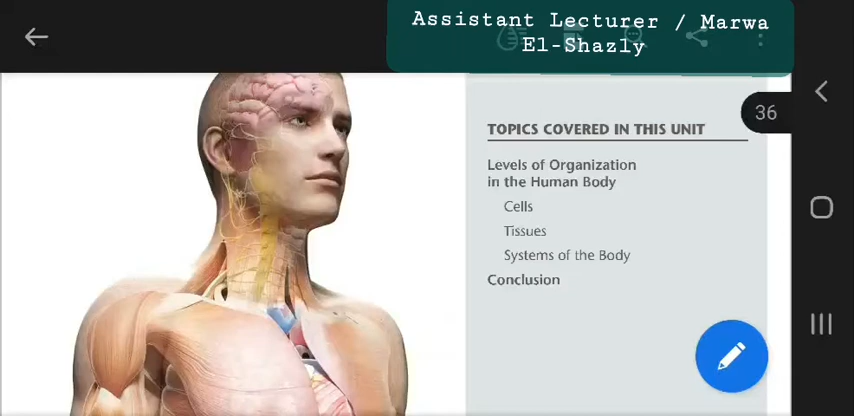 Assistant Lecturer / Marwa
El-Shazly
36
TOPICS COVERED IN THIS UNIT
Levels of Organization
in the Human Body
Cells
Tissues
Systems of the Body
Conclusion